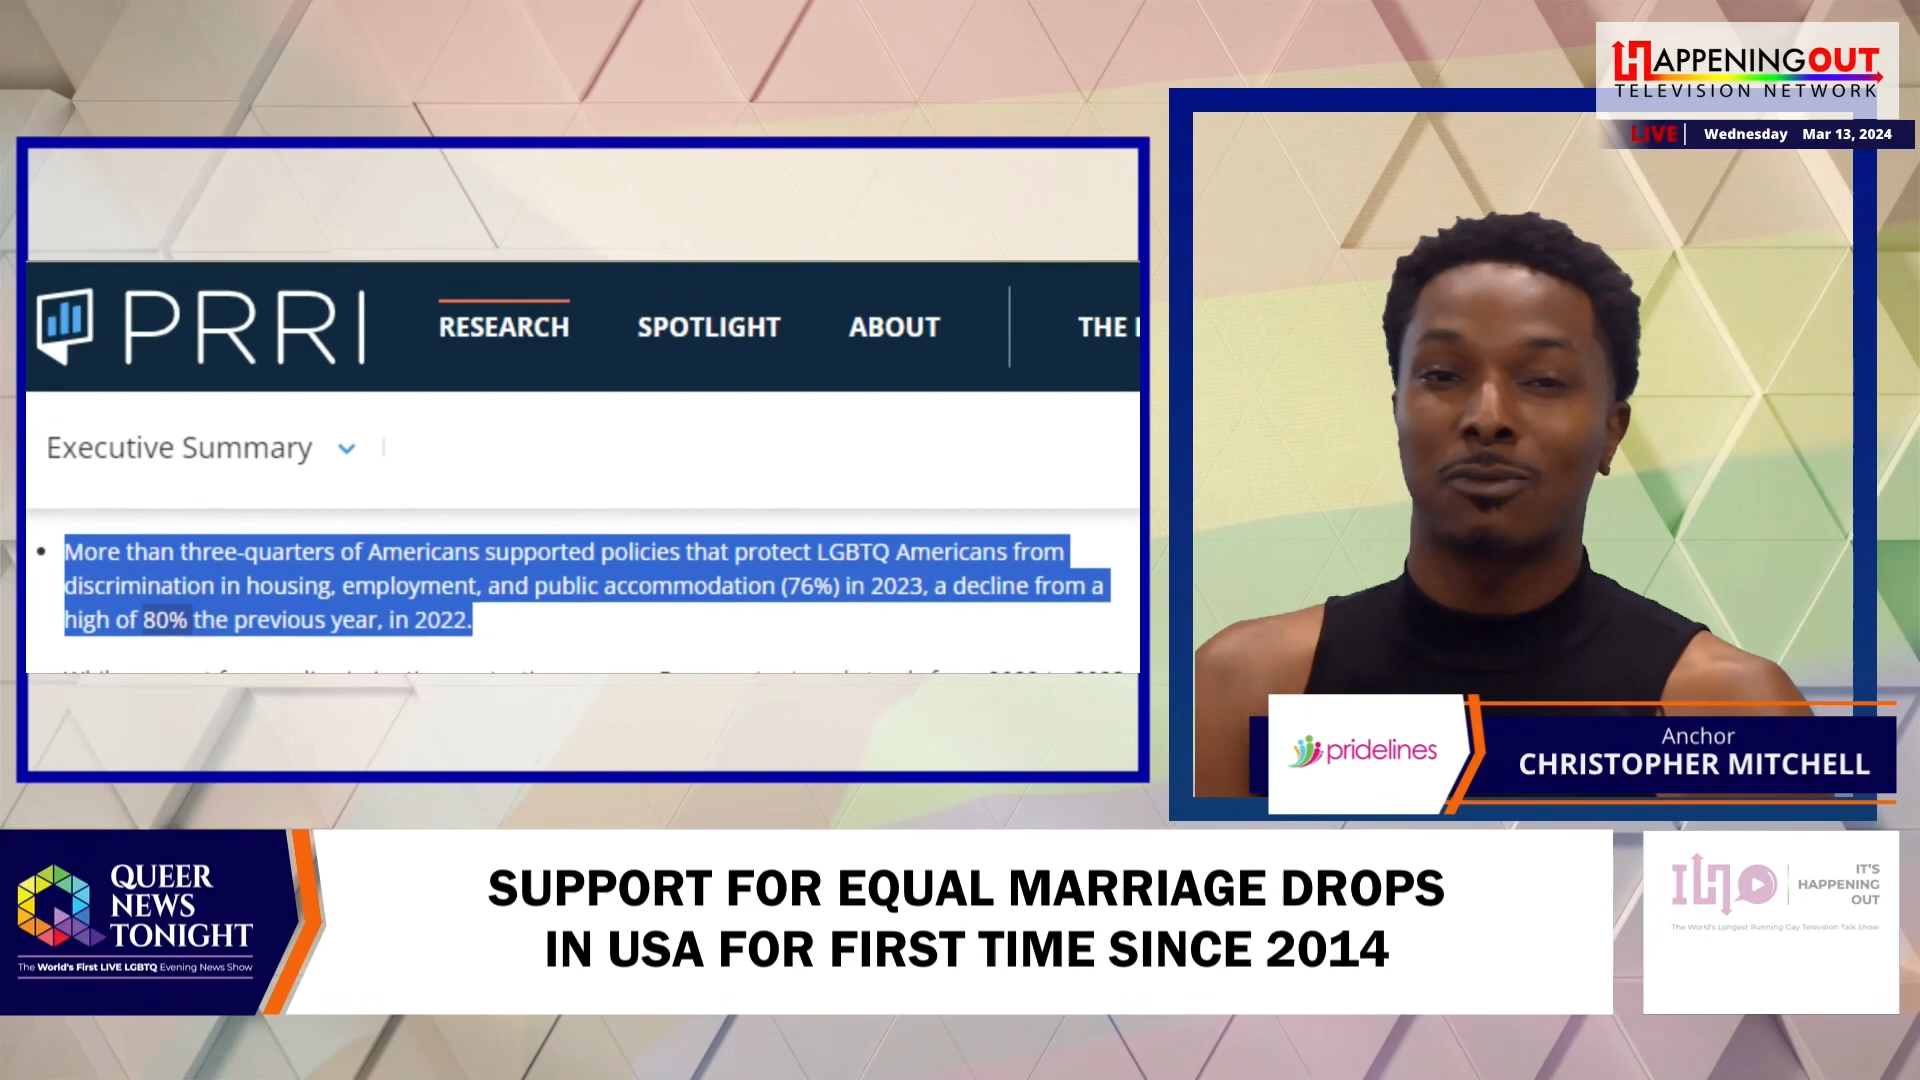 HAPPENINGOUT
TELEVISION NETWORK
LIVE | Wednesday Mar 13, 2024
PRRI
RESEARCH SPOTLIGHT ABOUT THE
Executive Summary
• More than three-quarters of Americans supported policies that protect LGBTQ Americans from
discrimination in housing, employment, and public accommodation (76%) in 2023, a decline from a
high of 80% the previous year, in 2022.
pridelines
Anchor
CHRISTOPHER MITCHELL
QUEER
NEWS
TONIGHT
The World's First LIVE LGBTQ Evening News Show
SUPPORT FOR EQUAL MARRIAGE DROPS
IN USA FOR FIRST TIME SINCE 2014
IHO
IT'S
HAPPENING
OUT
The World's Longest Running Gay Television Talk Show